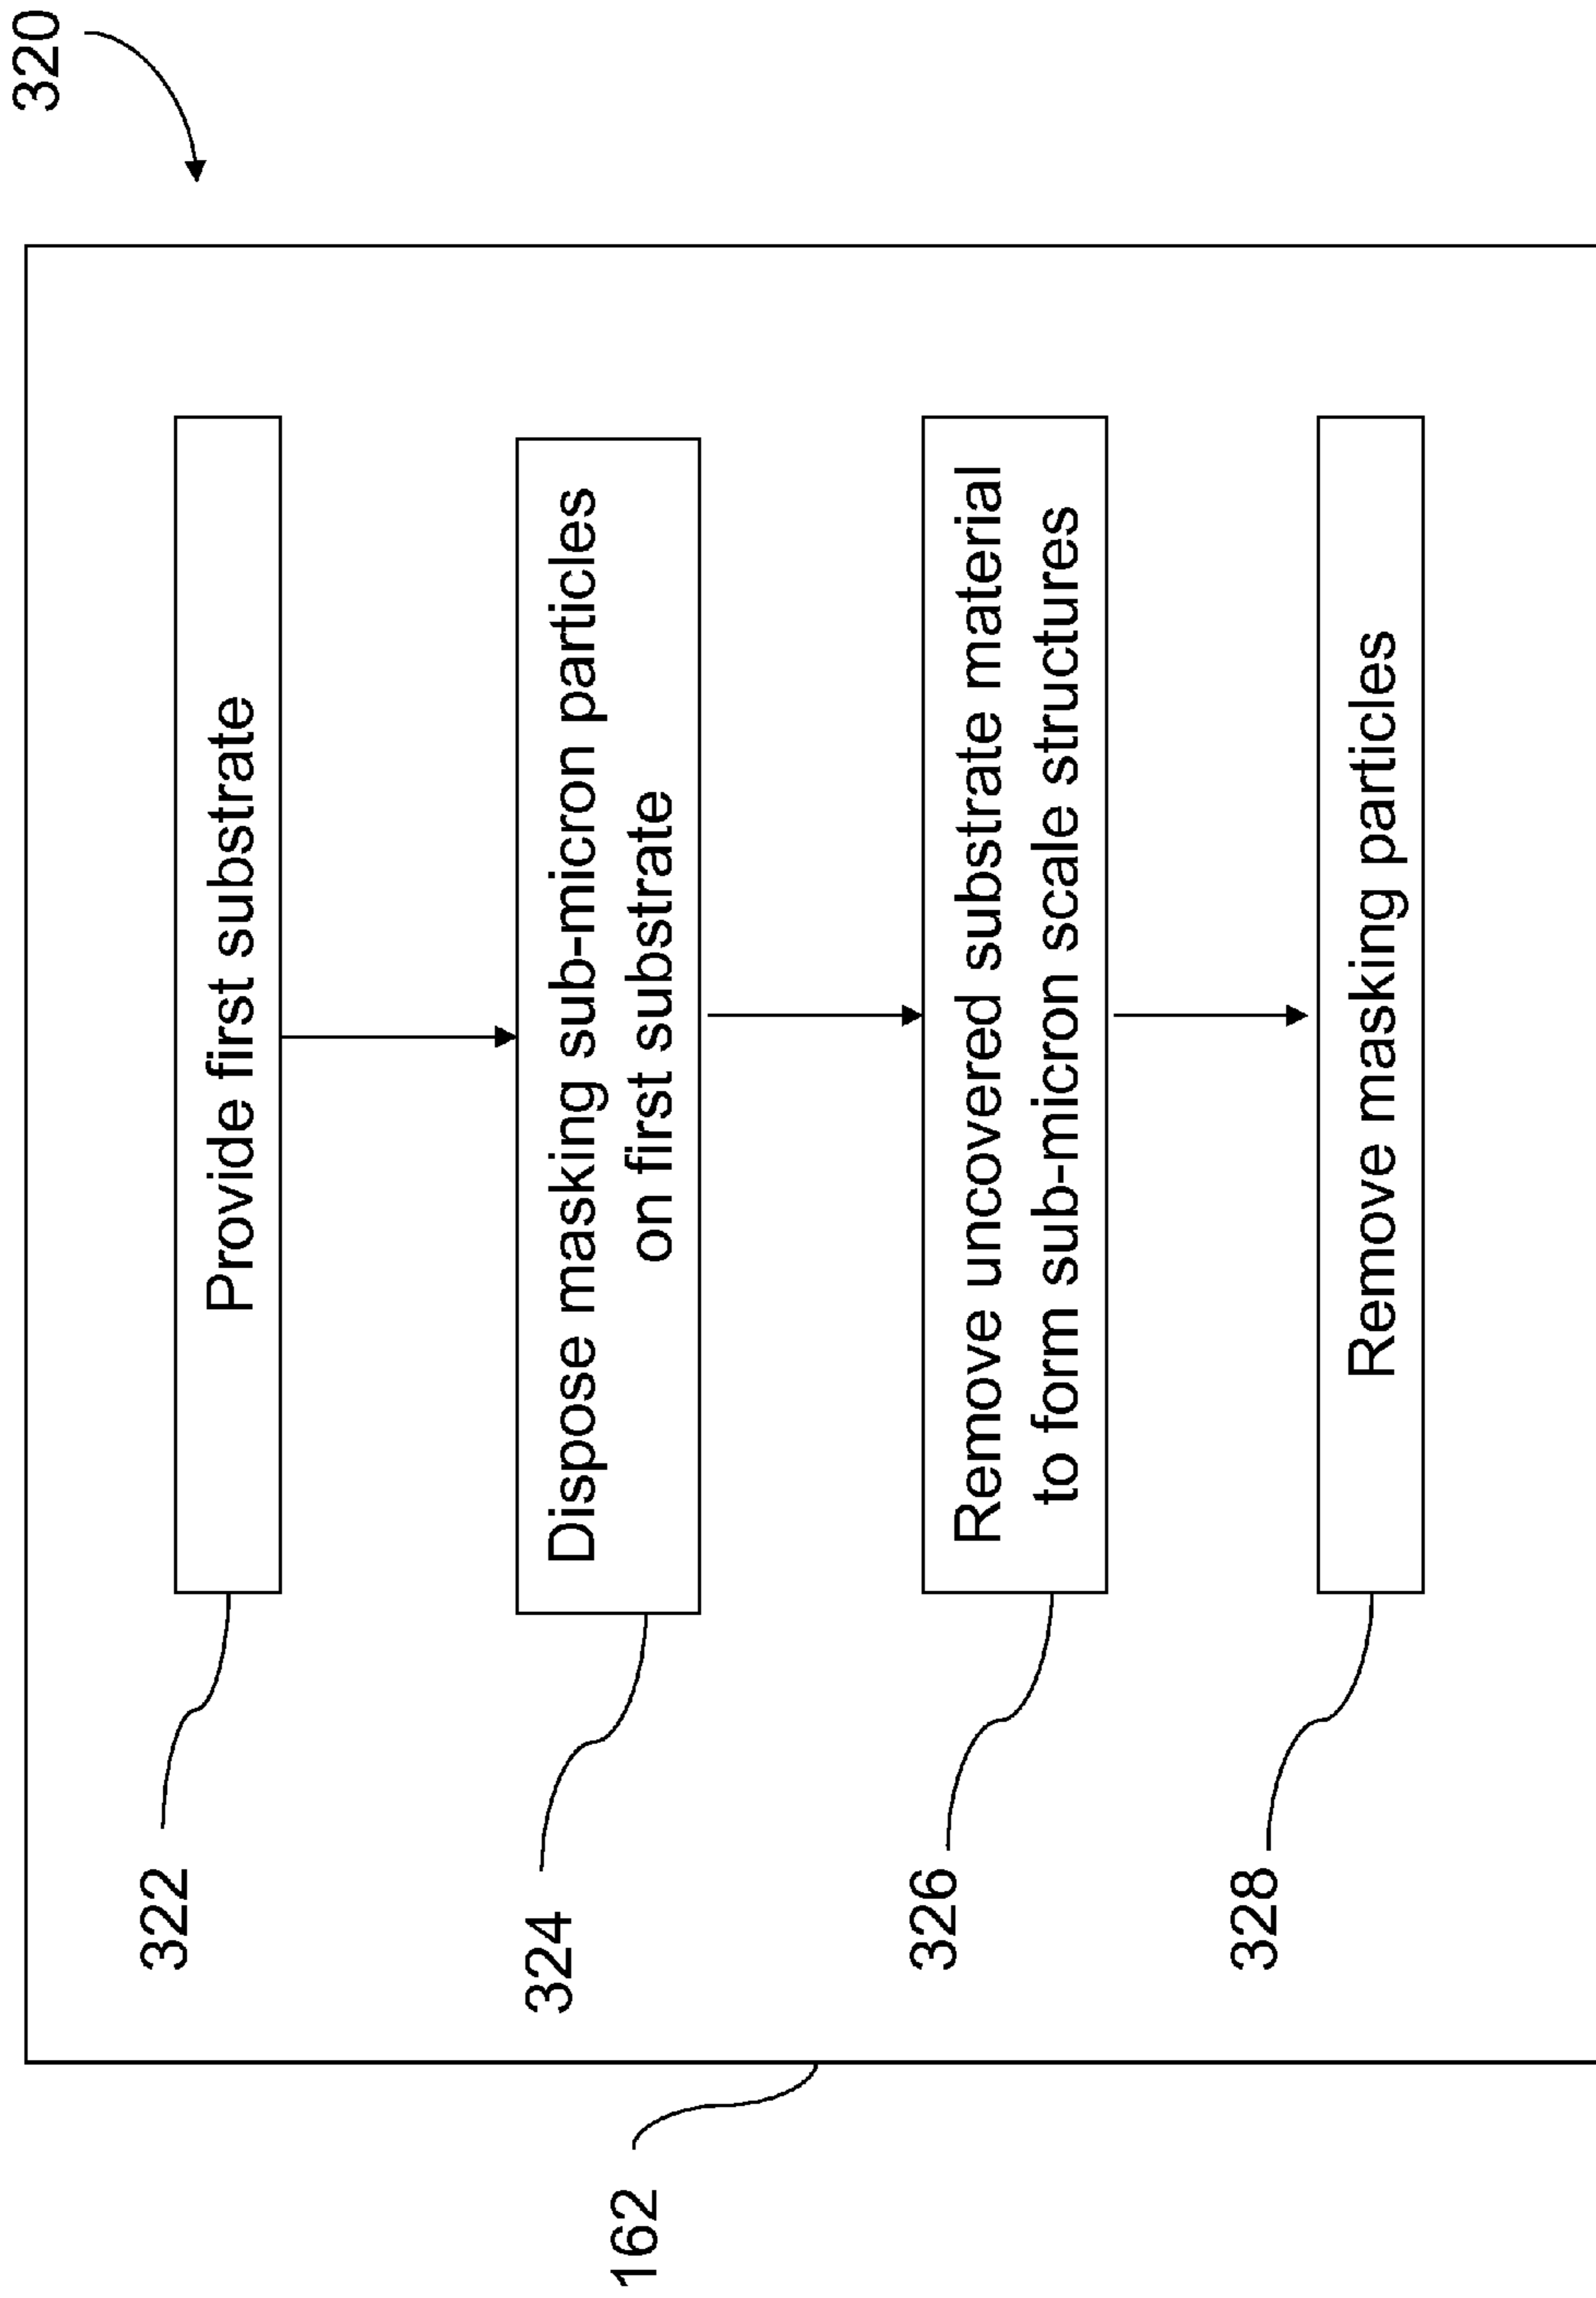 320
322
Provide first substrate
324
Dispose masking sub-micron particles
on first substrate
162
326
Remove uncovered substrate material
to form sub-micron scale structures
328
Remove masking particles